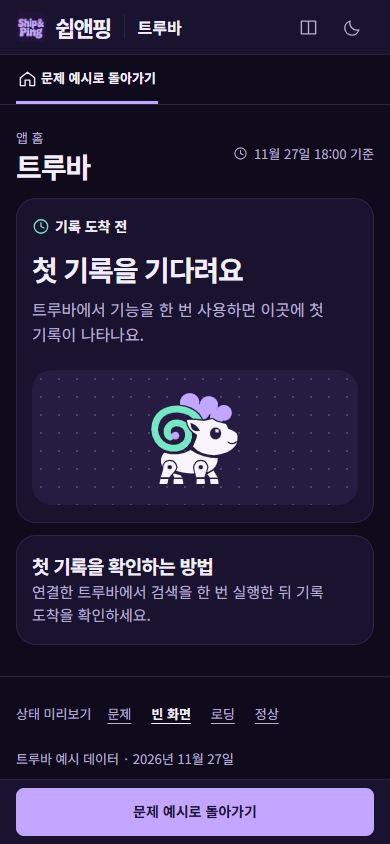 Ship& Ping 쉽앤핑 트루바
문제 예시로 돌아가기
앱 홈
트루바
11월 27일 18:00 기준
기록 도착 전
첫 기록을 기다려요
트루바에서 기능을 한 번 사용하면 이곳에 첫
기록이 나타나요.
첫 기록을 확인하는 방법
연결한 트루바에서 검색을 한 번 실행한 뒤 기록
도착을 확인하세요.
상태 미리보기 문제 빈 화면 로딩 정상
트루바 예시 데이터 · 2026년 11월 27일
문제 예시로 돌아가기